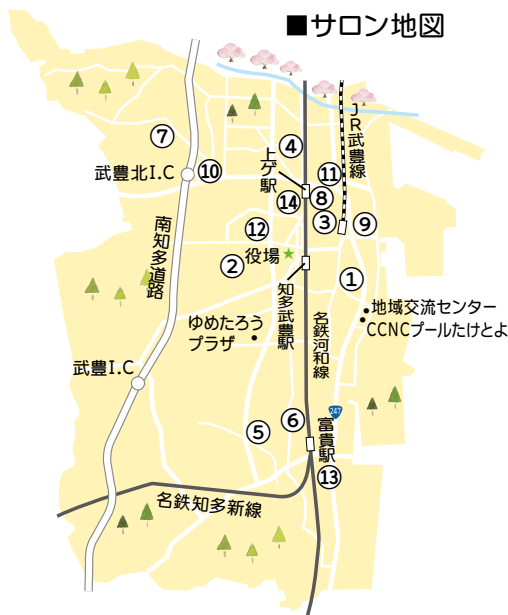 ■サロン地図
JR武豊線
⑦
④
上ゲ駅
⑪
武豊北I.C
⑩
⑭
⑧
③
⑨
南知多道路
⑫
役場
②
知多武豊駅
①
地域交流センター
CCNCプールたけとよ
ゆめたろう
プラザ
名鉄河和線
武豊I.C
247
⑥
⑤
富貴駅
⑬
名鉄知多新線